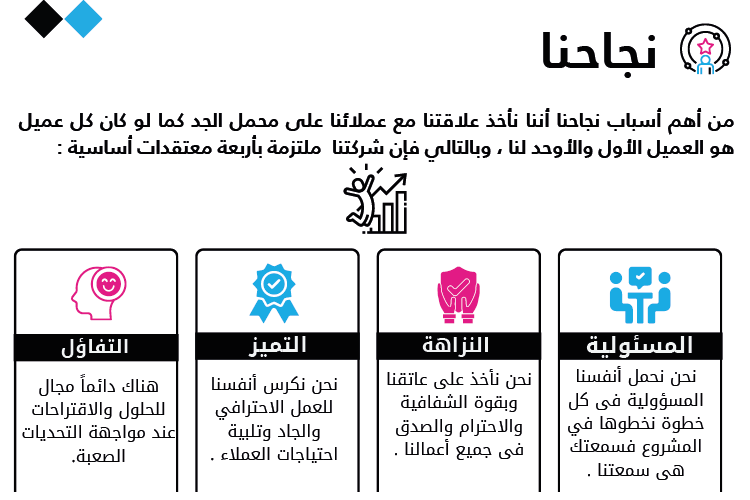 نجاحنا
من أهم أسباب نجاحنا أننا نأخذ علاقتنا مع عملائنا على محمل الجد كما لو كان كل عميل
هو العميل الأول والأوحد لنا ، وبالتالي فإن شركتنا ملتزمة بأربعة معتقدات أساسية :
المسئولية
نحن نحمل أنفسنا
المسؤولية فى كل
خطوة نخطوها في
المشروع فسمعتك
هى سمعتنا .
النزاهة
نحن نأخذ على عاتقنا
وبقوة الشفافية
والاحترام والصدق
فى جميع أعمالنا .
التميز
نحن نكرس أنفسنا
للعمل الاحترافي
والجاد وتلبية
احتياجات العملاء .
التفاؤل
هناك دائماً مجال
للحلول والاقتراحات
عند مواجهة التحديات
الصعبة.